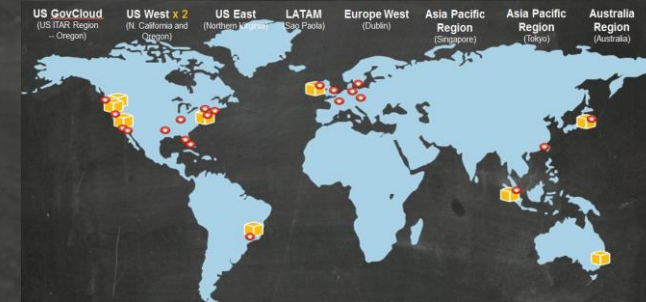 US GovCloud
(US ITAR Region
-- Oregon)
US West x 2
(N. California and
Oregon)
US East
(Northern Virginia)
LATAM
(Sao Paola)
Europe West
(Dublin)
Asia Pacific
Region
(Singapore)
Asia Pacific
Region
(Tokyo)
Australia
Region
(Australia)